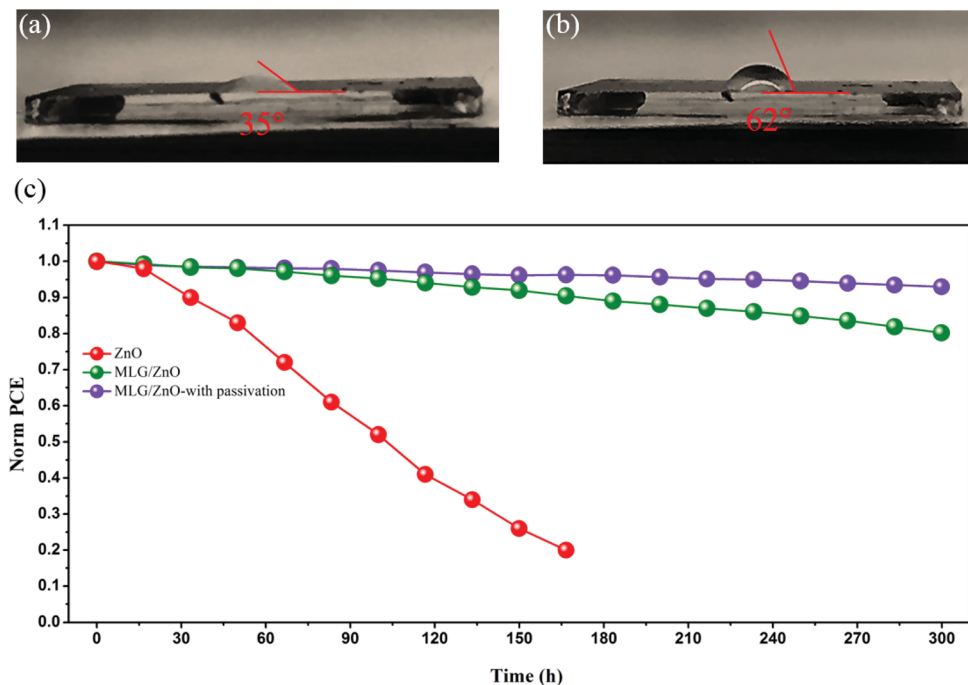 (a)
35°
(b)
62°
(c)
1.1
1.0
0.9
0.8
0.7
0.6
0.5
0.4
0.3
0.2
0.1
0.0
Norm PCE
ZnO
MLG/ZnO
MLG/ZnO-with passivation
0 30 60 90 120 150 180 210 240 270 300
Time (h)